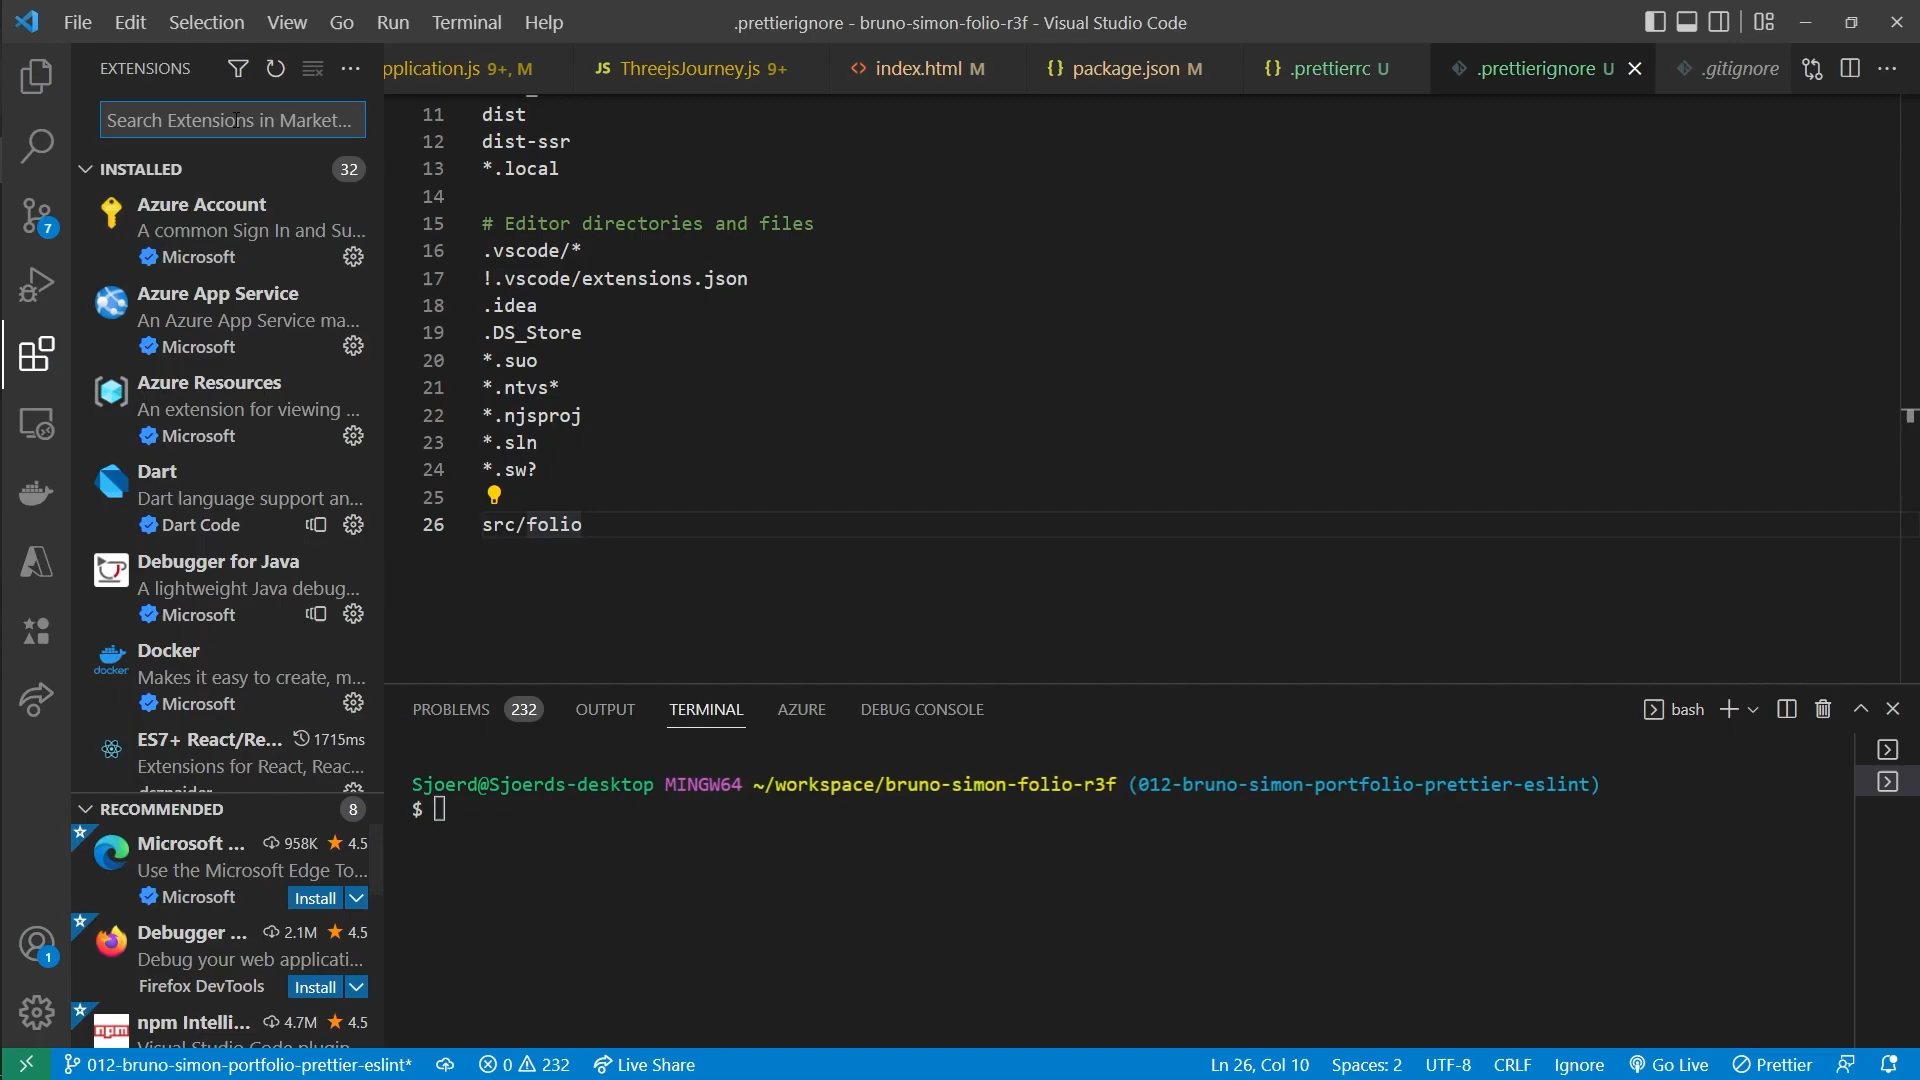 File Edit Selection View Go Run Terminal Help
.prettierignore - bruno-simon-folio-r3f - Visual Studio Code
EXTENSIONS
pplication.js 9+, M
JS ThreejsJourney.js 9+
<> index.html M
{} package.json M
{} .prettierrc U
.prettierignore U
.gitignore
Search Extensions in Market...
INSTALLED 32
Azure Account
A common Sign In and Su...
Microsoft
Azure App Service
An Azure App Service ma...
Microsoft
Azure Resources
An extension for viewing ...
Microsoft
Dart
Dart language support an...
Dart Code
Debugger for Java
A lightweight Java debug...
Microsoft
docker
Docker
Makes it easy to create, m...
Microsoft
ES7+ React/Re... 1715ms
Extensions for React, Reac...
RECOMMENDED 8
Microsoft ... 958K 4.5
Use the Microsoft Edge To...
Microsoft Install
Debugger ... 2.1M 4.5
Debug your web applicati...
Firefox DevTools Install
npm
npm Intelli... 4.7M 4.5
Visual Studio Code plugin
7
1
11 dist
12 dist-ssr
13 *.local
14
15 # Editor directories and files
16 .vscode/*
17 !.vscode/extensions.json
18 .idea
19 .DS_Store
20 *.suo
21 *.ntvs*
22 *.njsproj
23 *.sln
24 *.sw?
25
26 src/folio
PROBLEMS 232 OUTPUT TERMINAL AZURE DEBUG CONSOLE
bash
Sjoerd@Sjoerds-desktop MINGW64 ~/workspace/bruno-simon-folio-r3f (012-bruno-simon-portfolio-prettier-eslint)
$
012-bruno-simon-portfolio-prettier-eslint* 0 232 Live Share
Ln 26, Col 10 Spaces: 2 UTF-8 CRLF Ignore Go Live Prettier